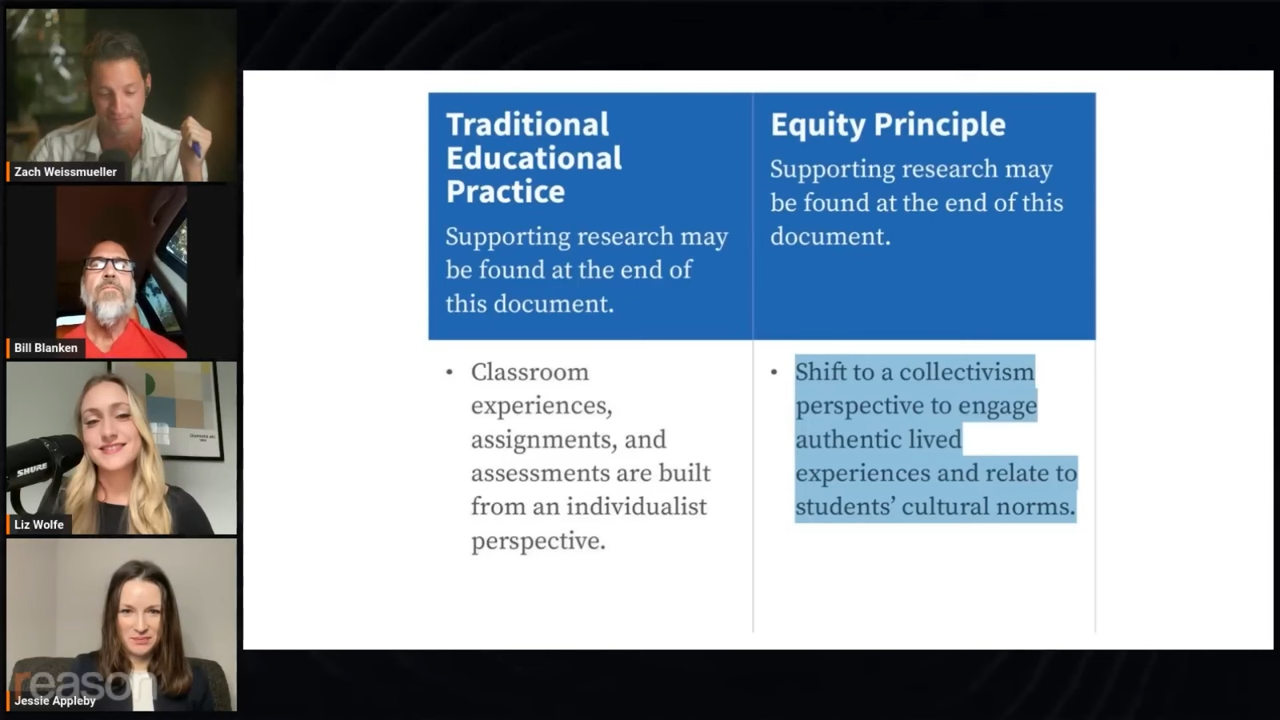 Zach Weissmueller
Bill Blanken
Liz Wolfe
SHURE
reason
Jessie Appleby
Traditional
Educational
Practice
Supporting research may
be found at the end of
this document.
Equity Principle
Supporting research may
be found at the end of this
document.
• Classroom
experiences,
assignments, and
assessments are built
from an individualist
perspective.
• Shift to a collectivism
perspective to engage
authentic lived
experiences and relate to
students’ cultural norms.